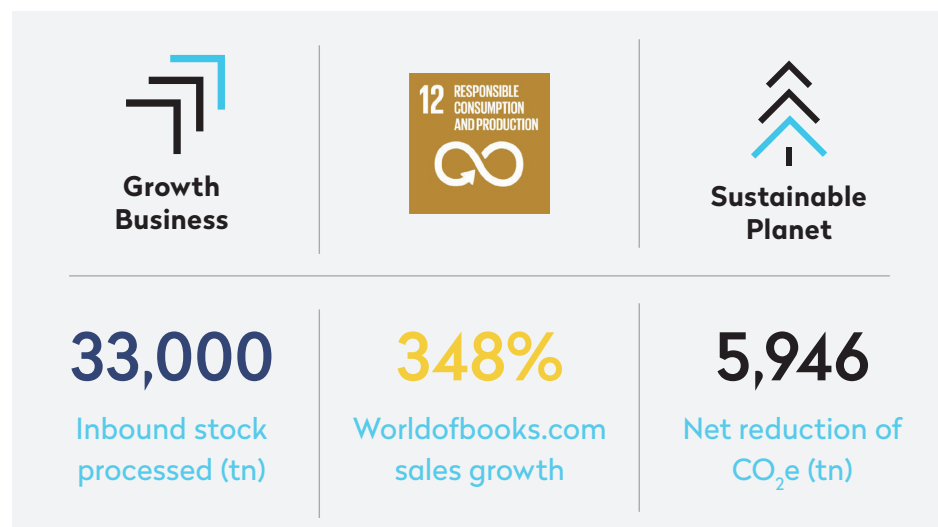 Growth
Business
12 RESPONSIBLE
CONSUMPTION
AND PRODUCTION
Sustainable
Planet
33,000
Inbound stock
processed (tn)
348%
Worldofbooks.com
sales growth
5,946
Net reduction of
CO₂e (tn)